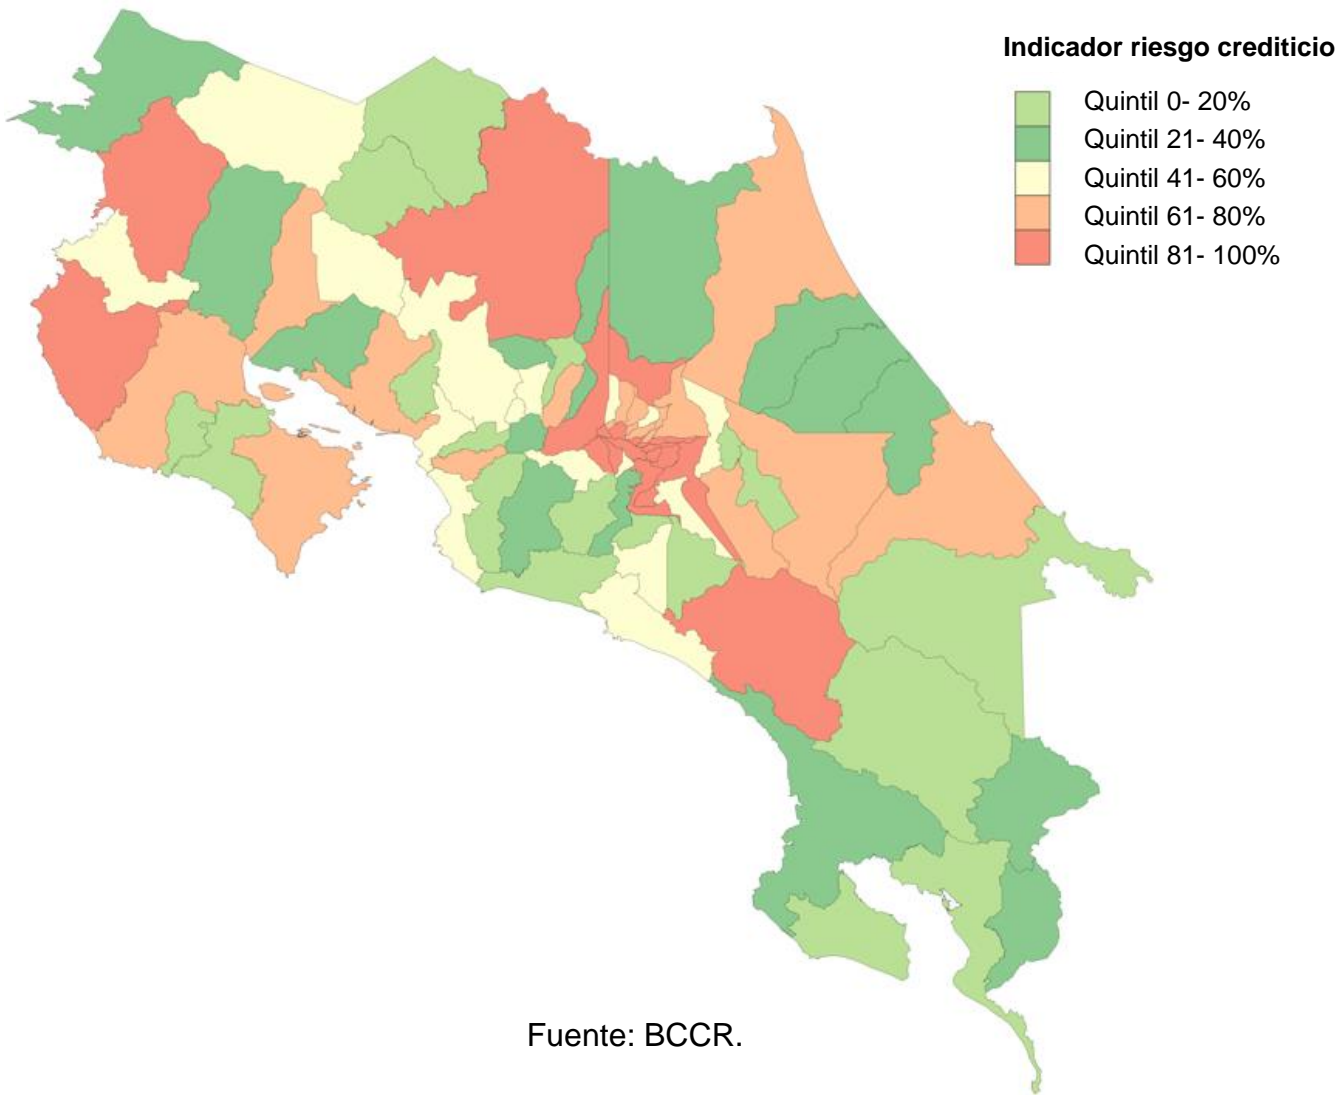 Indicador riesgo crediticio
Quintil 0- 20%
Quintil 21- 40%
Quintil 41- 60%
Quintil 61- 80%
Quintil 81- 100%
Fuente: BCCR.